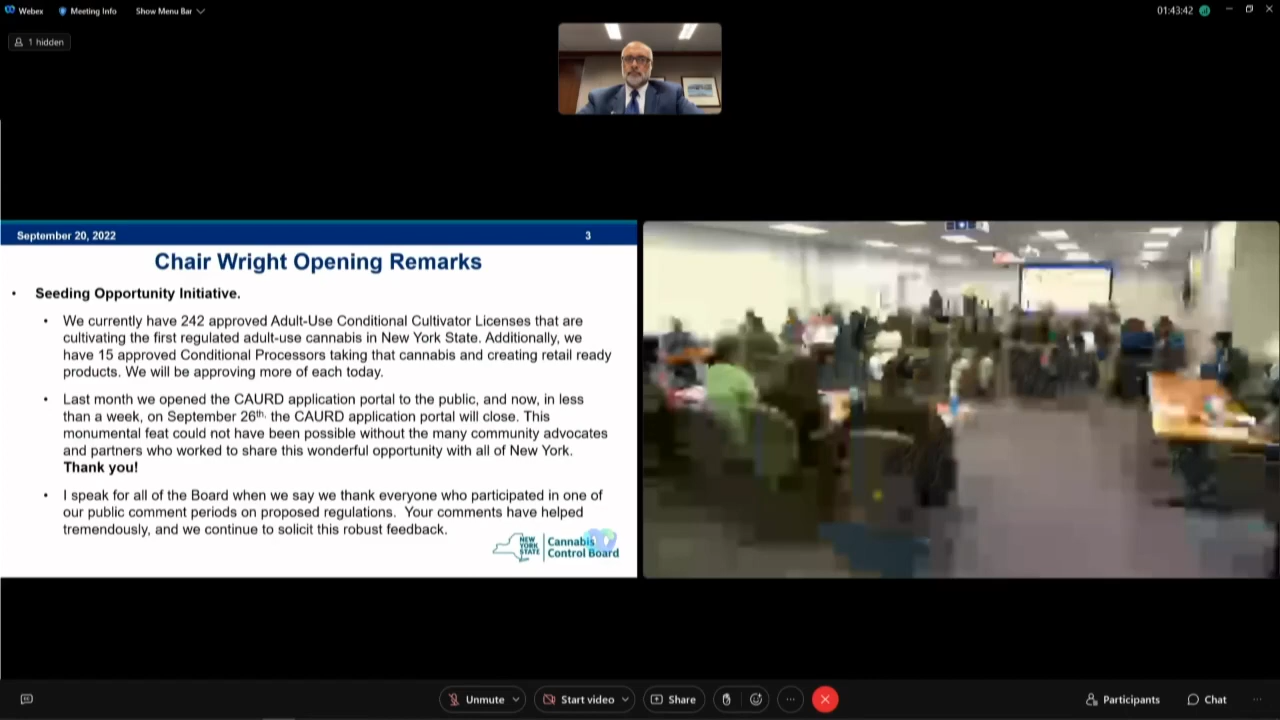 Webex Meeting Info Show Menu Bar 01:43:42
1 hidden
September 20, 2022 3
Chair Wright Opening Remarks
• Seeding Opportunity Initiative.
• We currently have 242 approved Adult-Use Conditional Cultivator Licenses that are
cultivating the first regulated adult-use cannabis in New York State. Additionally, we
have 15 approved Conditional Processors taking that cannabis and creating retail ready
products. We will be approving more of each today.
• Last month we opened the CAURD application portal to the public, and now, in less
than a week, on September 26th, the CAURD application portal will close. This
monumental feat could not have been possible without the many community advocates
and partners who worked to share this wonderful opportunity with all of New York.
Thank you!
• I speak for all of the Board when we say we thank everyone who participated in one of
our public comment periods on proposed regulations. Your comments have helped
tremendously, and we continue to solicit this robust feedback.
NEW
YORK
STATE
Cannabis
Control Board
Unmute Start video Share Participants Chat